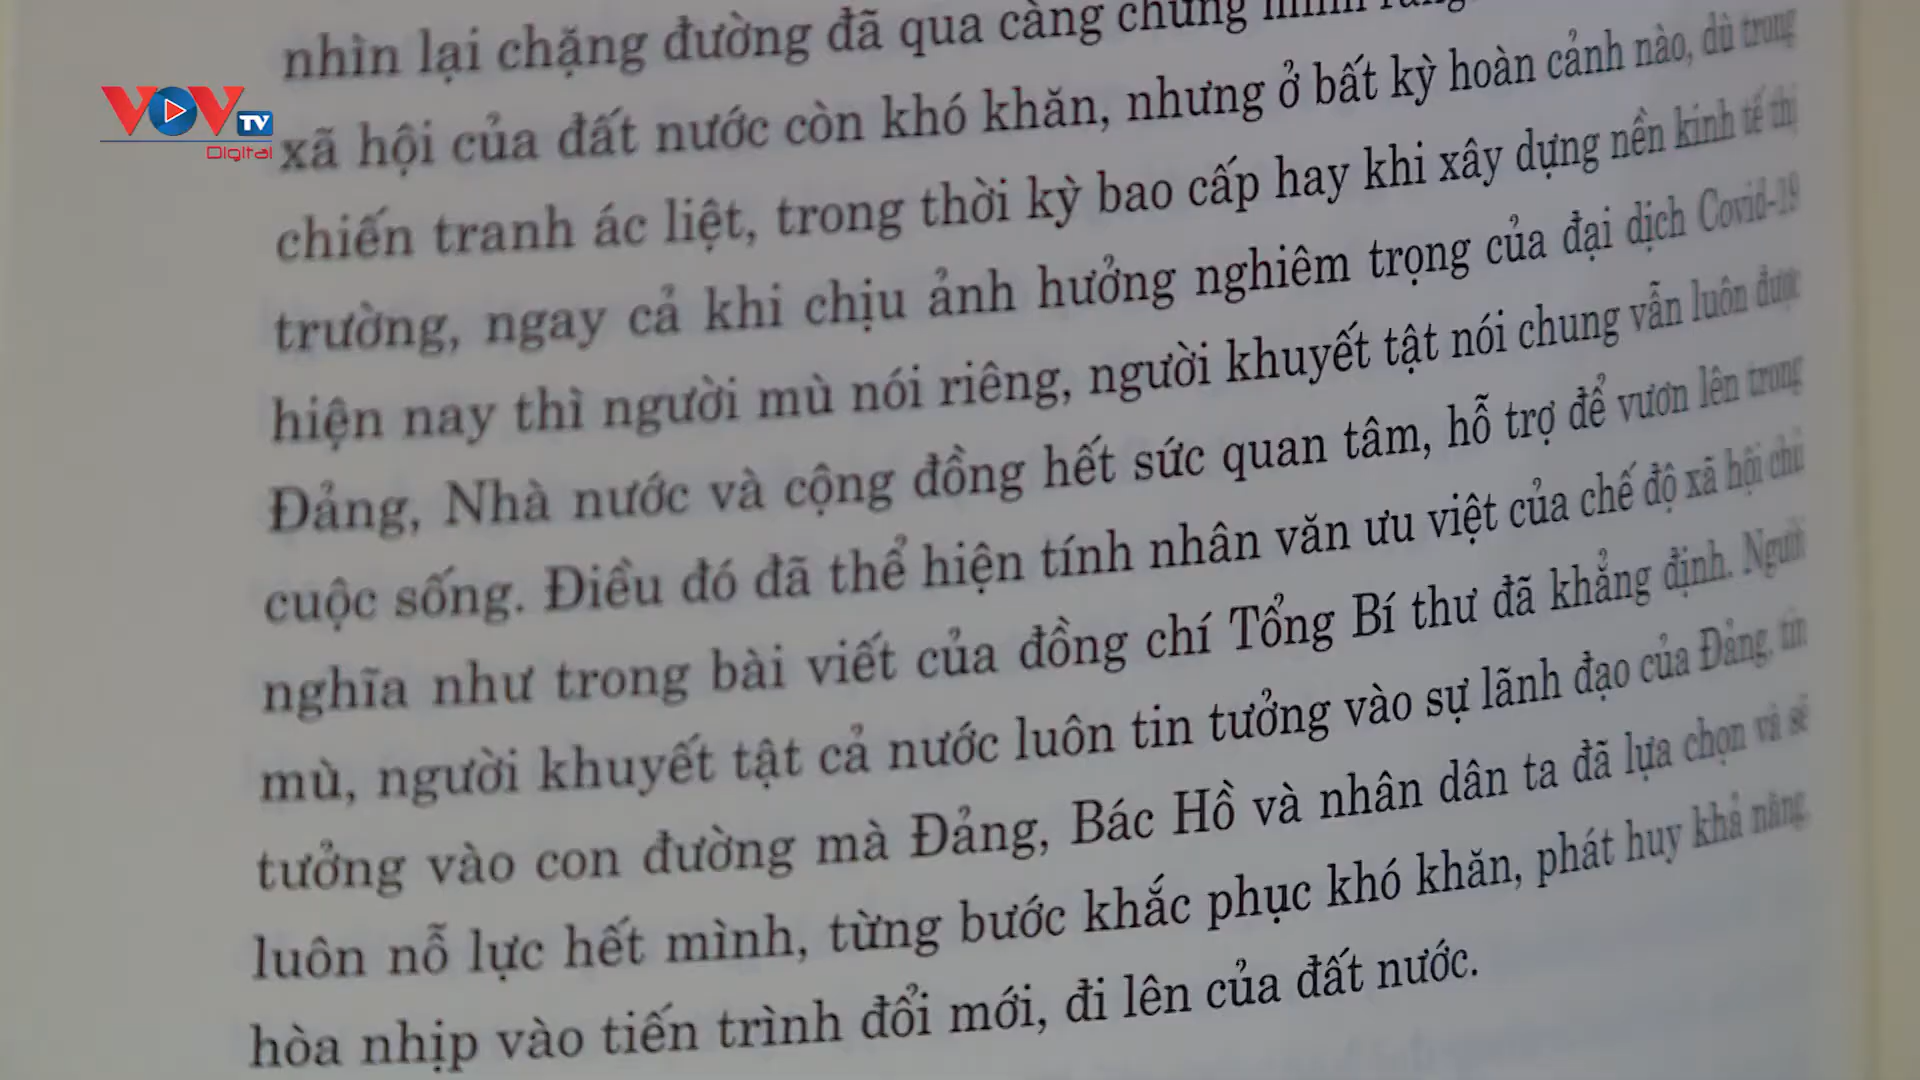 nhìn lại chặng đường đã qua càng chứng minh rằng
VOV TV
Digital
xã hội của đất nước còn khó khăn, nhưng ở bất kỳ hoàn cảnh nào, dù trong
chiến tranh ác liệt, trong thời kỳ bao cấp hay khi xây dựng nền kinh tế thị
trường, ngay cả khi chịu ảnh hưởng nghiêm trọng của đại dịch Covid-19
hiện nay thì người mù nói riêng, người khuyết tật nói chung vẫn luôn được
Đảng, Nhà nước và cộng đồng hết sức quan tâm, hỗ trợ để vươn lên trong
cuộc sống. Điều đó đã thể hiện tính nhân văn ưu việt của chế độ xã hội chủ
nghĩa như trong bài viết của đồng chí Tổng Bí thư đã khẳng định. Người
mù, người khuyết tật cả nước luôn tin tưởng vào sự lãnh đạo của Đảng, tin
tưởng vào con đường mà Đảng, Bác Hồ và nhân dân ta đã lựa chọn và sẽ
luôn nỗ lực hết mình, từng bước khắc phục khó khăn, phát huy khả năng,
hòa nhịp vào tiến trình đổi mới, đi lên của đất nước.